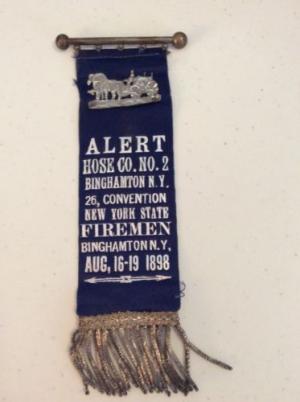 ALERT
HOSE CO. NO. 2
BINGHAMTON N.Y.
26, CONVENTION
NEW YORK STATE
FIREMEN
BINGHAMTON N.Y,
AUG, 16-19 1898